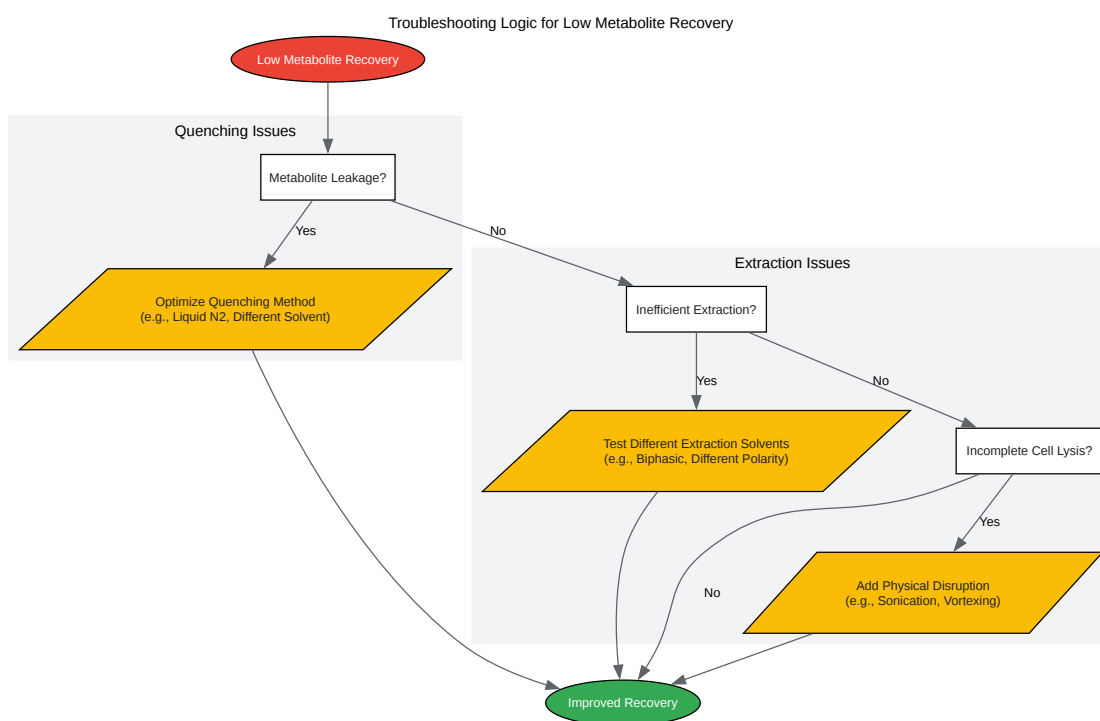 Troubleshooting Logic for Low Metabolite Recovery
Low Metabolite Recovery
Quenching Issues
Metabolite Leakage?
Yes
No
Optimize Quenching Method
(e.g., Liquid N2, Different Solvent)
Extraction Issues
Inefficient Extraction?
Yes
No
Test Different Extraction Solvents
(e.g., Biphasic, Different Polarity)
Incomplete Cell Lysis?
Yes
No
Add Physical Disruption
(e.g., Sonication, Vortexing)
Improved Recovery